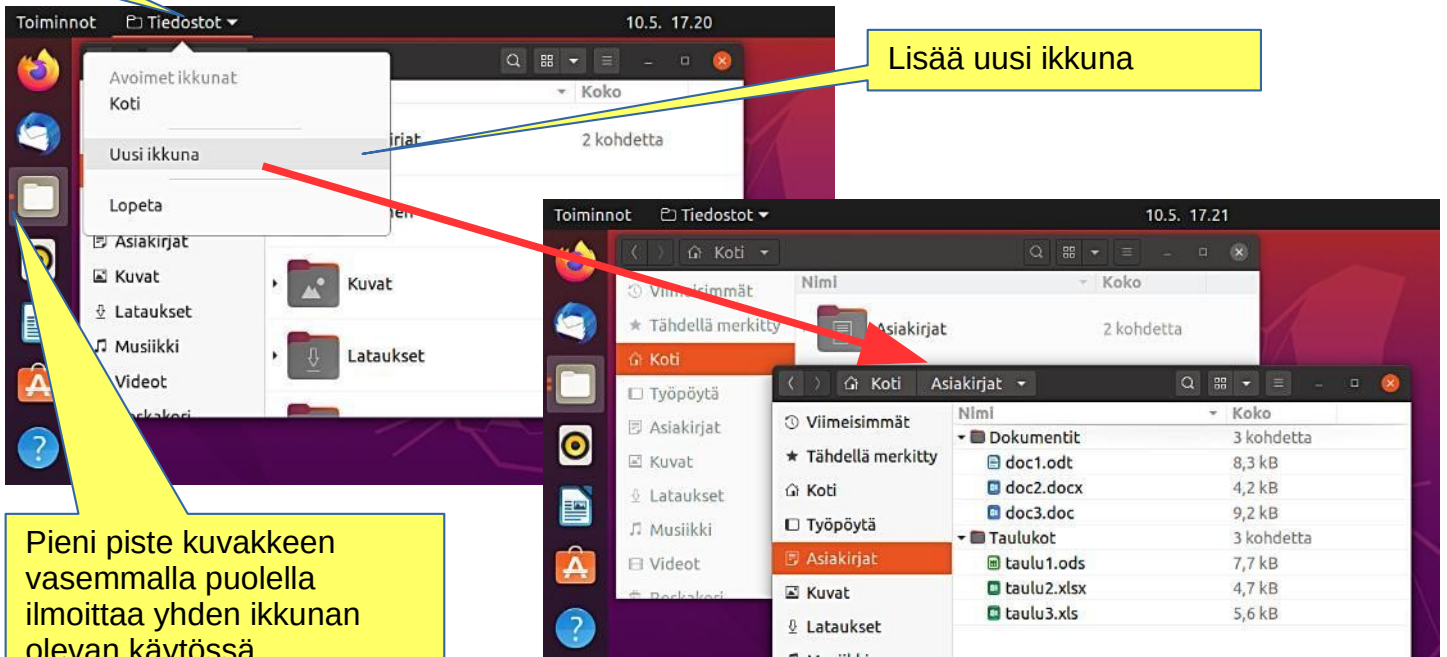 Toiminnot Tiedostot 10.5. 17.20
Avoimet ikkunat
Koti
Uusi ikkuna
Lopeta
Koko
2 kohdetta
Asiakirjat
Kuvat
Lataukset
Musiikki
Videot
Kuvat
Lataukset
Lisää uusi ikkuna
Pieni piste kuvakkeen
vasemmalla puolella
ilmoittaa yhden ikkunan
olevan käytössä
Toiminnot Tiedostot 10.5. 17.21
Koti
Viimeisimmät
Tähdellä merkitty
Koti
Työpöytä
Asiakirjat
Kuvat
Lataukset
Musiikki
Videot
Roskakori
Nimi Koko
Asiakirjat 2 kohdetta
Koti Asiakirjat
Viimeisimmät
Tähdellä merkitty
Koti
Työpöytä
Asiakirjat
Kuvat
Lataukset
Nimi Koko
Dokumentit 3 kohdetta
doc1.odt 8,3 kB
doc2.docx 4,2 kB
doc3.doc 9,2 kB
Taulukot 3 kohdetta
taulu1.ods 7,7 kB
taulu2.xlsx 4,7 kB
taulu3.xls 5,6 kB